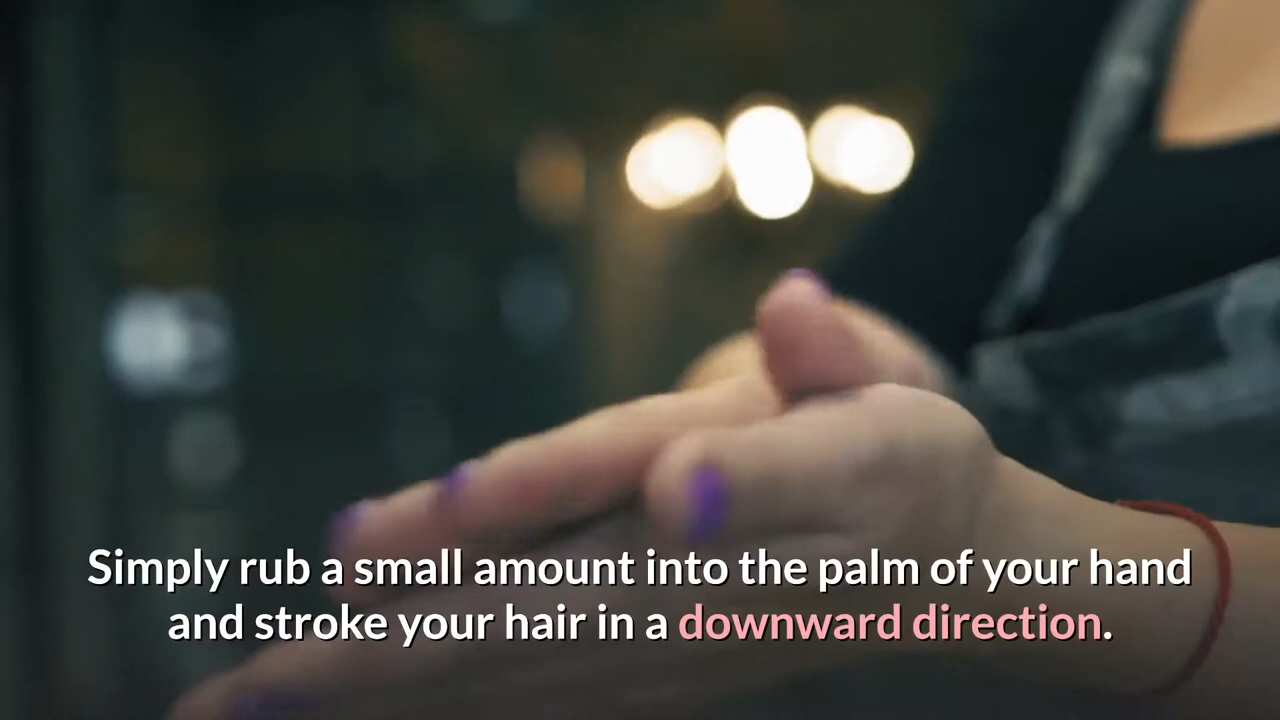 Simply rub a small amount into the palm of your hand
and stroke your hair in a downward direction.